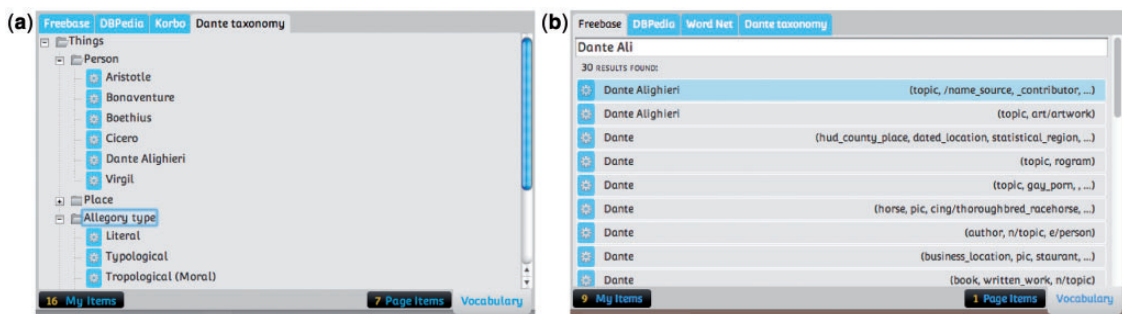 (a) Freebase DBPedia Korbo Dante taxonomy
Things
Person
Aristotle
Bonaventure
Boethius
Cicero
Dante Alighieri
Virgil
Place
Allegory type
Literal
Typological
Tropological (Moral)
16 My Items 7 Page Items Vocabulary
(b) Freebase DBPedia Word Net Dante taxonomy
Dante Ali
30 RESULTS FOUND:
Dante Alighieri (topic, /name_source, _contributor, ...)
Dante Alighieri (topic, art/artwork)
Dante (hud_county_place, dated_location, statistical_region, ...)
Dante (topic, rogram)
Dante (topic, gay_porn, , ...)
Dante (horse, pic, cing/thoroughbred_racehorse, ...)
Dante (author, n/topic, e/person)
Dante (business_location, pic, staurant, ...)
Dante (book, written_work, n/topic)
9 My Items 1 Page Items Vocabulary